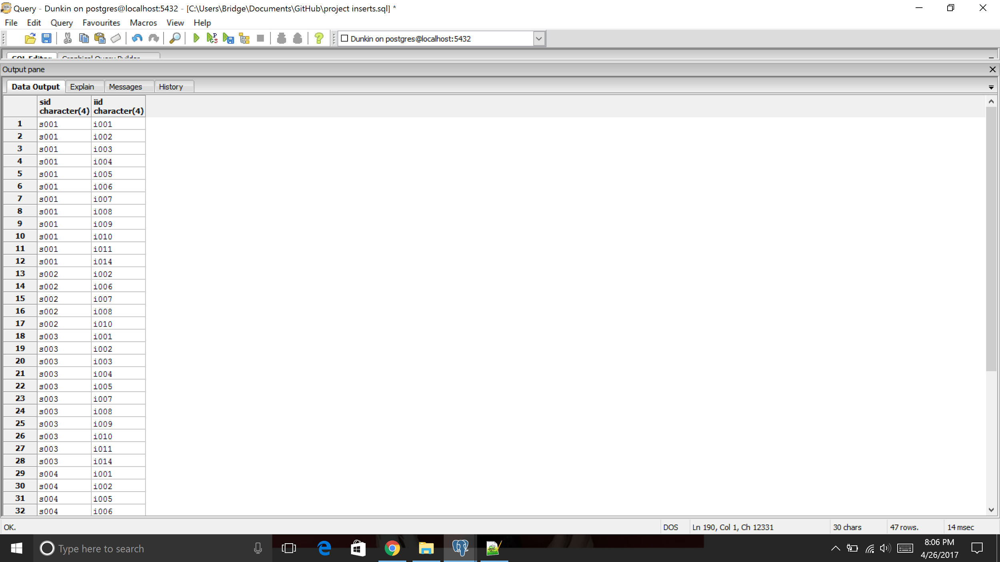 Query - Dunkin on postgres@localhost:5432 - [C:\Users\Bridge\Documents\GitHub\project inserts.sql] *
File Edit Query Favourites Macros View Help
Dunkin on postgres@localhost:5432
SQL Editor Graphical Query Builder
Output pane
Data Output Explain Messages History
sid iid
character(4) character(4)
1 s001 i001
2 s001 i002
3 s001 i003
4 s001 i004
5 s001 i005
6 s001 i006
7 s001 i007
8 s001 i008
9 s001 i009
10 s001 i010
11 s001 i011
12 s001 i014
13 s002 i002
14 s002 i006
15 s002 i007
16 s002 i008
17 s002 i010
18 s003 i001
19 s003 i002
20 s003 i003
21 s003 i004
22 s003 i005
23 s003 i007
24 s003 i008
25 s003 i009
26 s003 i010
27 s003 i011
28 s003 i014
29 s004 i001
30 s004 i002
31 s004 i005
32 s004 i006
OK. DOS Ln 190, Col 1, Ch 12331 30 chars 47 rows. 14 msec
Type here to search
8:06 PM
4/26/2017